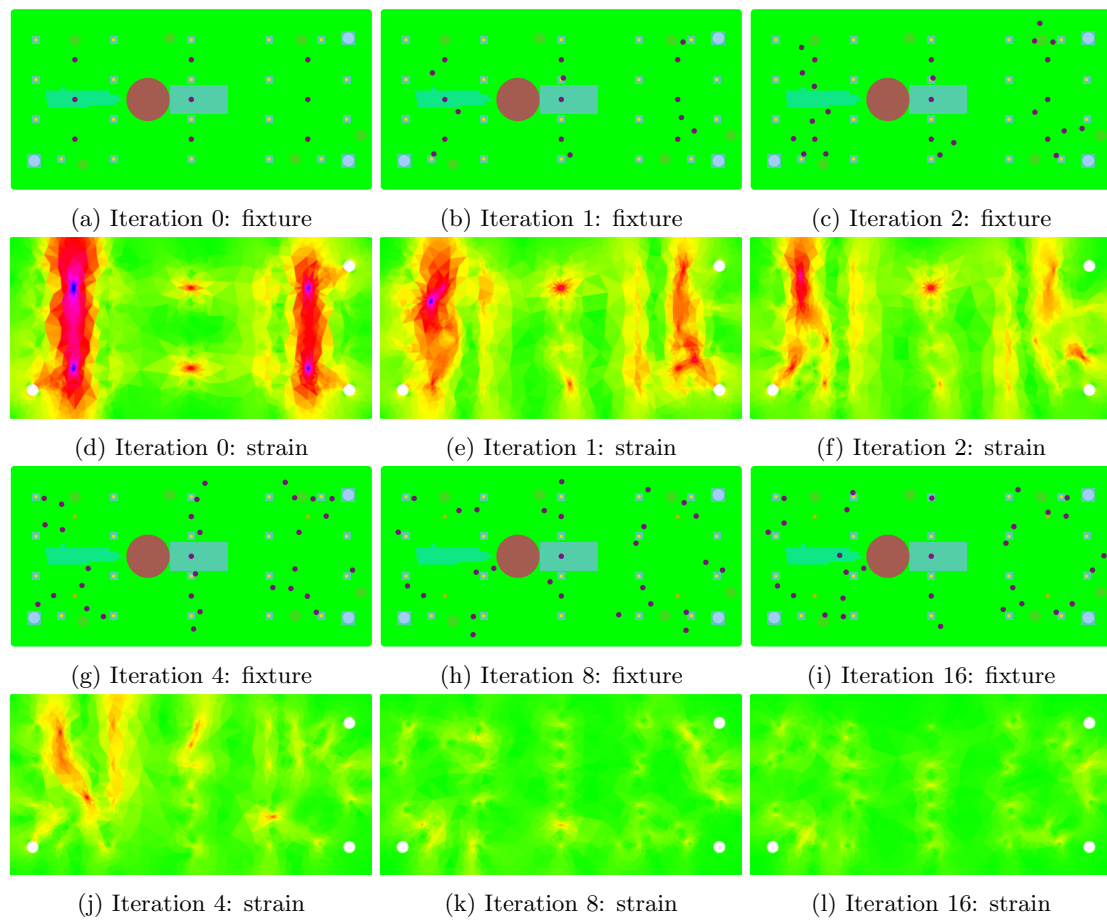 (a) Iteration 0: fixture
(b) Iteration 1: fixture
(c) Iteration 2: fixture
(d) Iteration 0: strain
(e) Iteration 1: strain
(f) Iteration 2: strain
(g) Iteration 4: fixture
(h) Iteration 8: fixture
(i) Iteration 16: fixture
(j) Iteration 4: strain
(k) Iteration 8: strain
(l) Iteration 16: strain